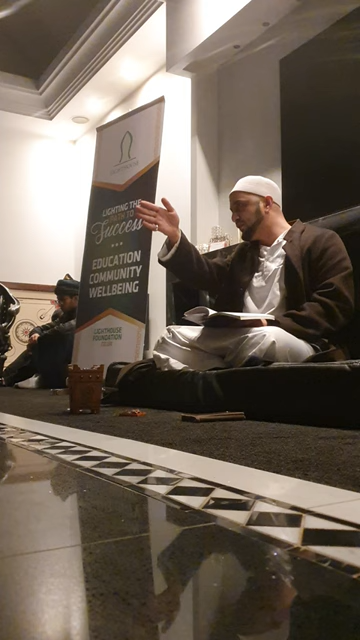 LIGHTING THE
PATH TO
Success
EDUCATION
COMMUNITY
WELLBEING
LIGHTHOUSE
FOUNDATION